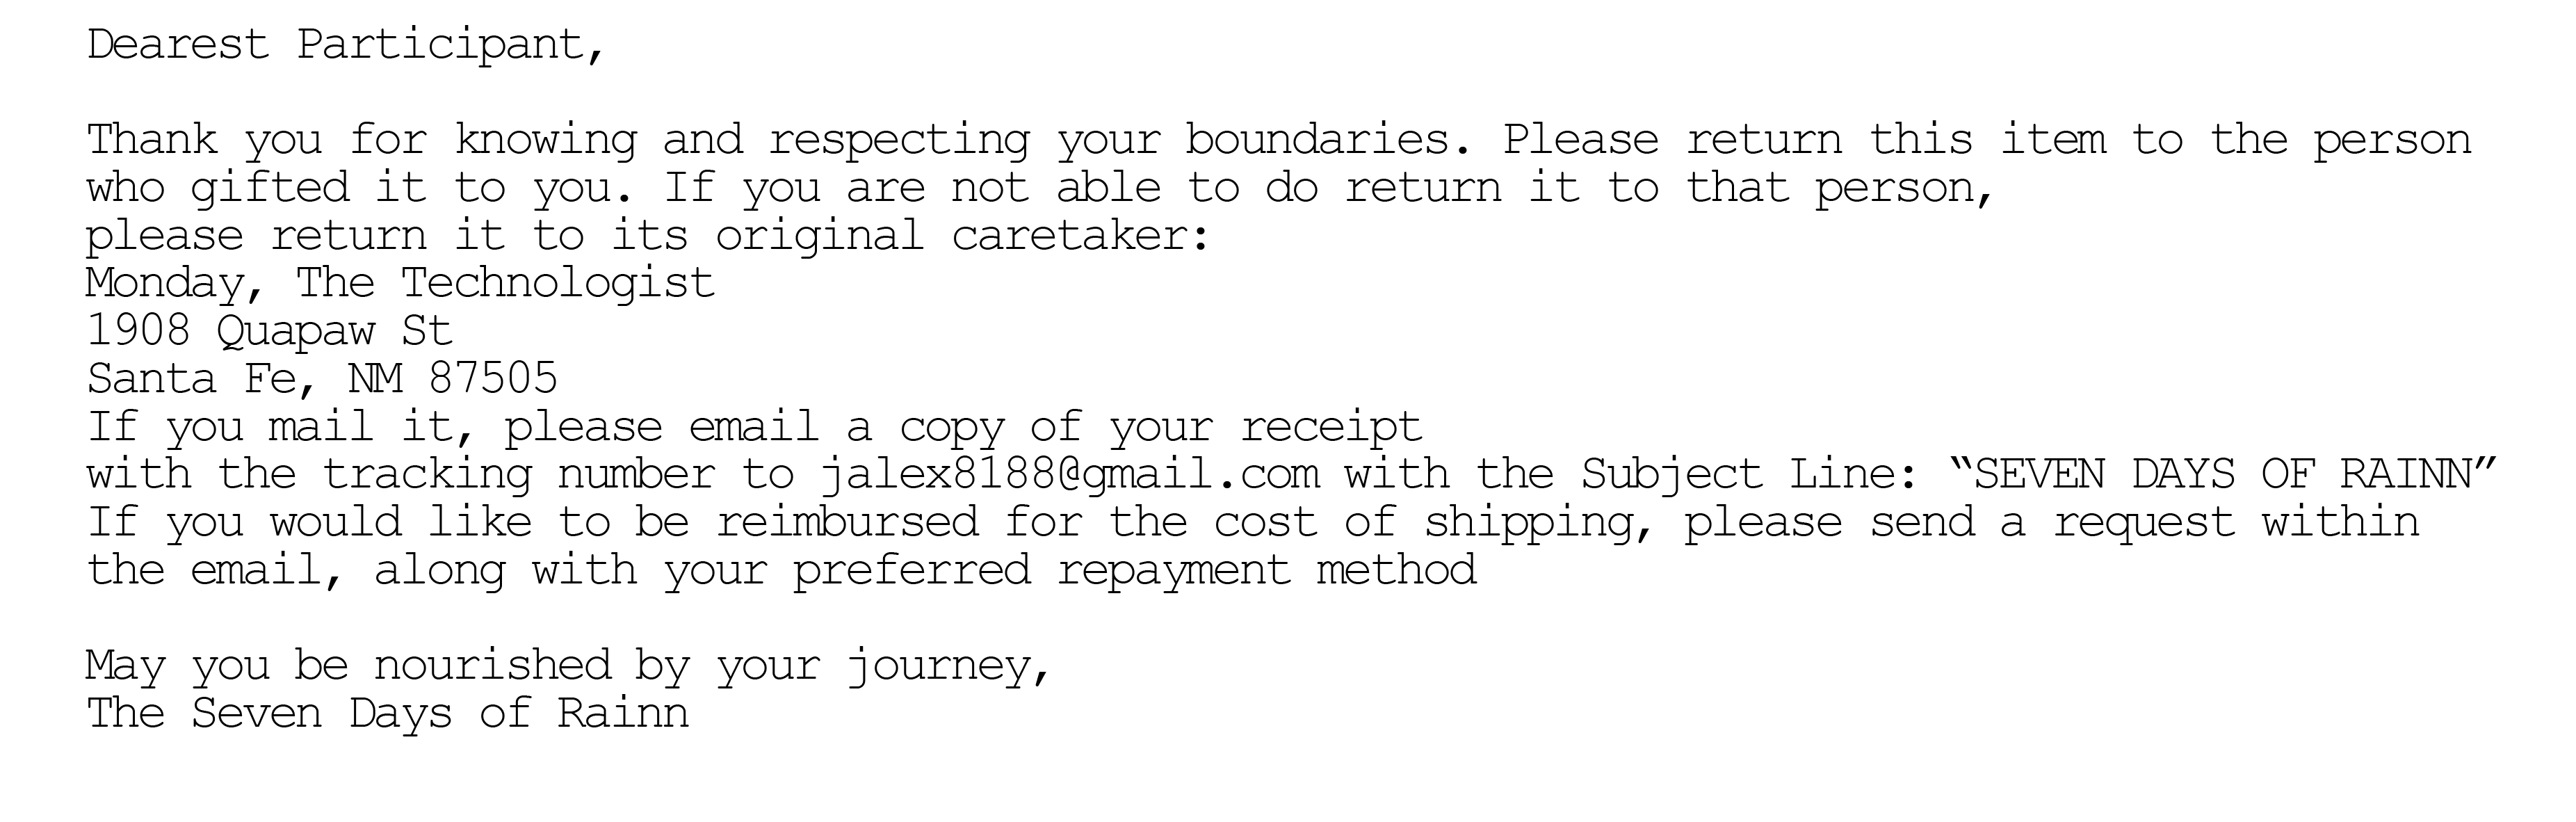 Dearest Participant,
Thank you for knowing and respecting your boundaries. Please return this item to the person
who gifted it to you. If you are not able to do return it to that person,
please return it to its original caretaker:
Monday, The Technologist
1908 Quapaw St
Santa Fe, NM 87505
If you mail it, please email a copy of your receipt
with the tracking number to jalex8188@gmail.com with the Subject Line: “SEVEN DAYS OF RAINN”
If you would like to be reimbursed for the cost of shipping, please send a request within
the email, along with your preferred repayment method
May you be nourished by your journey,
The Seven Days of Rainn